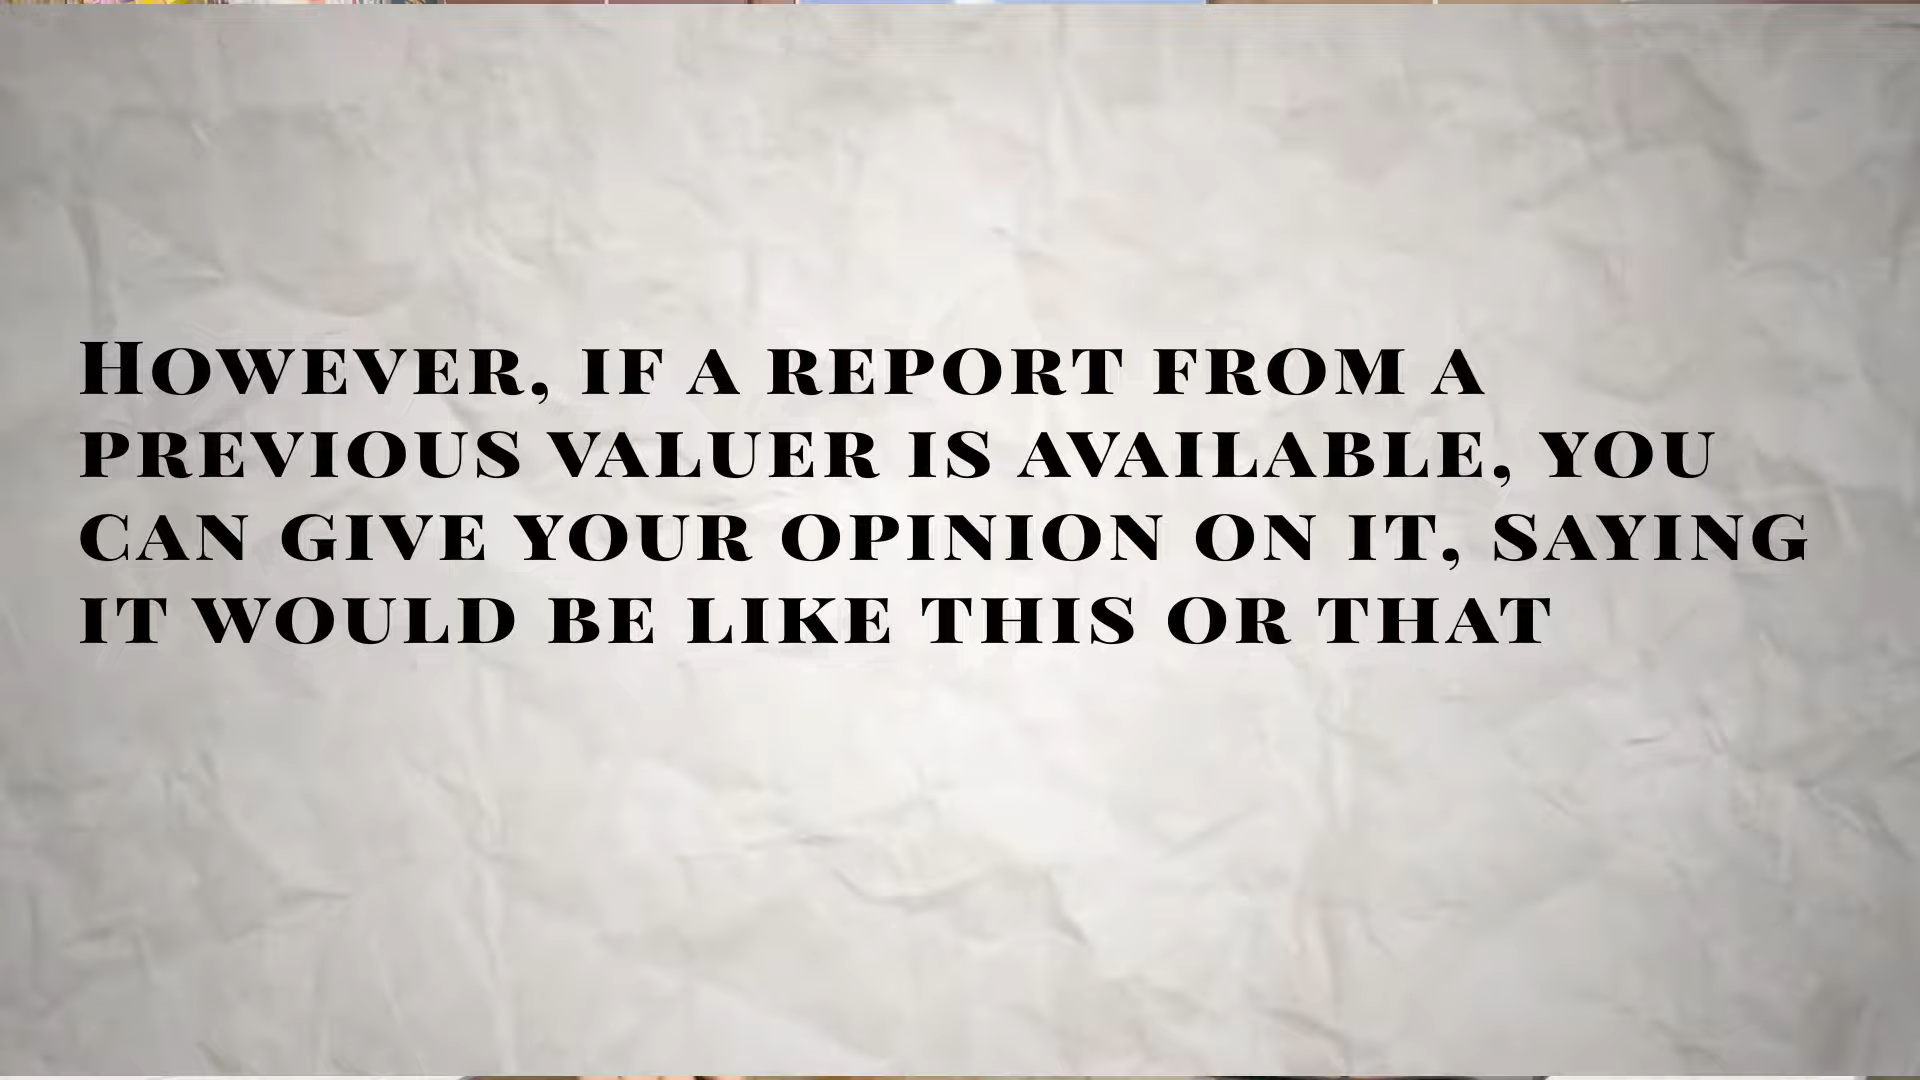 However, if a report from a
previous valuer is available, you
can give your opinion on it, saying
it would be like this or that